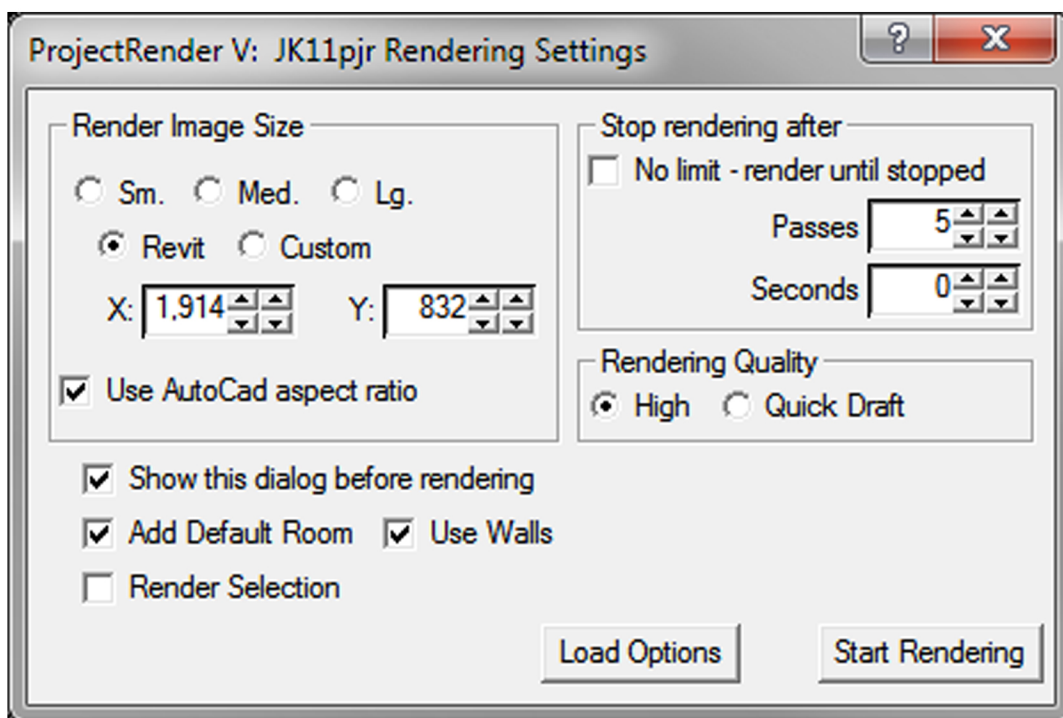 ProjectRender V:  JK11pjr Rendering Settings
?
Render Image Size
Sm.
Med.
Lg.
Revit
Custom
X: 1,914
Y: 832
Use AutoCad aspect ratio
Stop rendering after
No limit - render until stopped
Passes 5
Seconds 0
Rendering Quality
High
Quick Draft
Show this dialog before rendering
Add Default Room
Use Walls
Render Selection
Load Options
Start Rendering